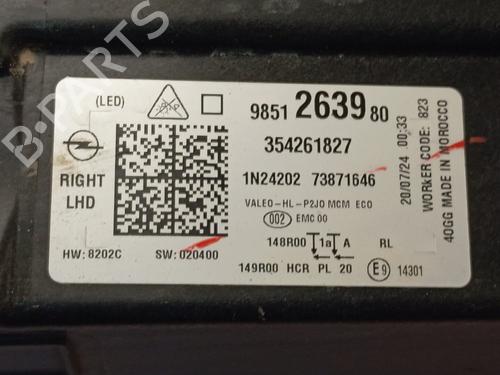 (LED)
9851 2639 80
354261827
RIGHT
LHD
1N24202 73871646
VALEO-HL-P2JO MCM ECO
002 EMC 00
148R00 1a A RL
HW:8202C SW:020400
149R00 HCR PL 20 E9 14301
20/07/24 00:33
WORKER CODE: 823
40GG MADE IN MOROCCO
B-PARTS